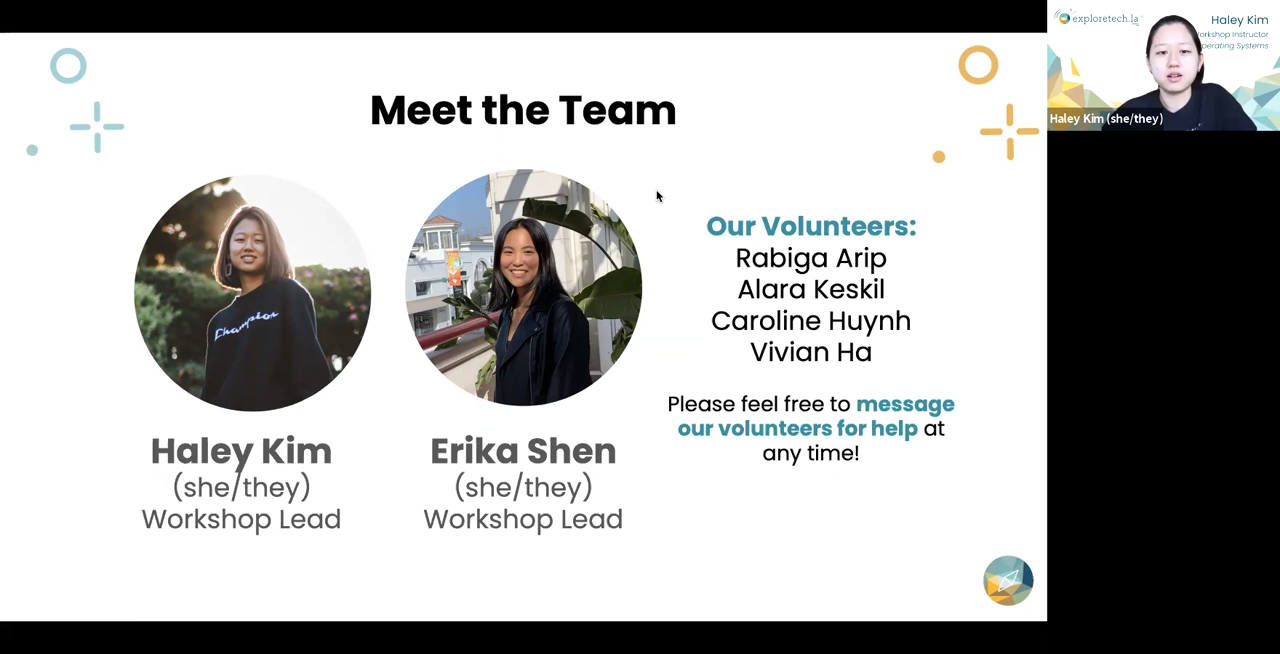 Meet the Team
Champion
Our Volunteers:
Rabiga Arip
Alara Keskil
Caroline Huynh
Vivian Ha
Please feel free to message
our volunteers for help at
any time!
Haley Kim
(she/they)
Workshop Lead
Erika Shen
(she/they)
Workshop Lead
exploretech.la
Haley Kim
Instructor
Systems
Haley Kim (she/they)